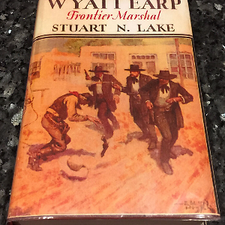 WYATT EARP
Frontier Marshal
STUART N. LAKE